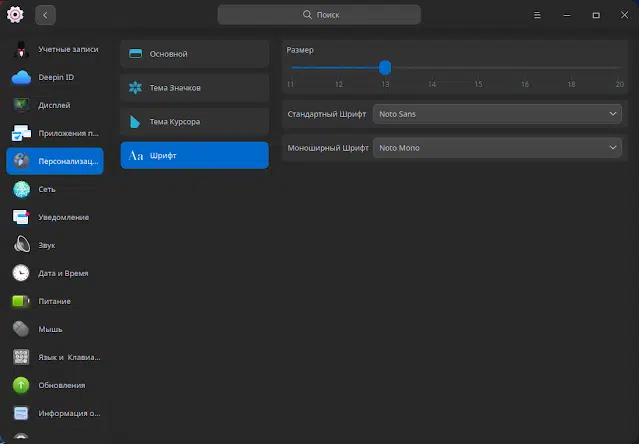 Поиск
Учетные записи
Deepin ID
Дисплей
Приложения п...
Персонализац...
Сеть
Уведомление
Звук
Дата и Время
Питание
Мышь
Язык и Клавиа...
Обновления
Информация о...
Основной
Тема Значков
Тема Курсора
Aa Шрифт
Размер
11 12 13 14 15 16 18 20
Стандартный Шрифт Noto Sans
Моноширный Шрифт Noto Mono